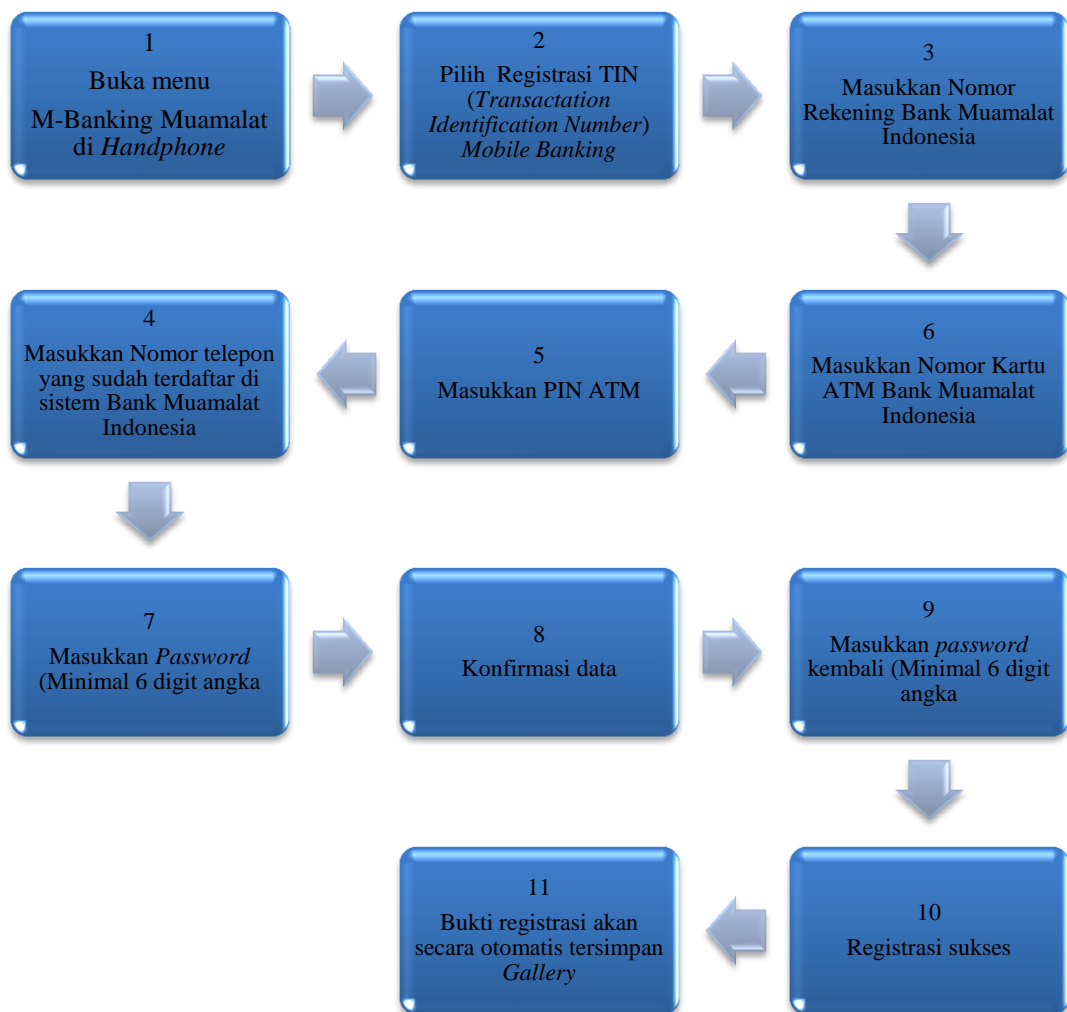 1
Buka menu
M-Banking Muamalat
di Handphone
2
Pilih Registrasi TIN
(Transactation
Identification Number)
Mobile Banking
3
Masukkan Nomor
Rekening Bank Muamalat
Indonesia
4
Masukkan Nomor telepon
yang sudah terdaftar di
sistem Bank Muamalat
Indonesia
5
Masukkan PIN ATM
6
Masukkan Nomor Kartu
ATM Bank Muamalat
Indonesia
7
Masukkan Password
(Minimal 6 digit angka
8
Konfirmasi data
9
Masukkan password
kembali (Minimal 6 digit
angka
11
Bukti registrasi akan
secara otomatis tersimpan
Gallery
10
Registrasi sukses